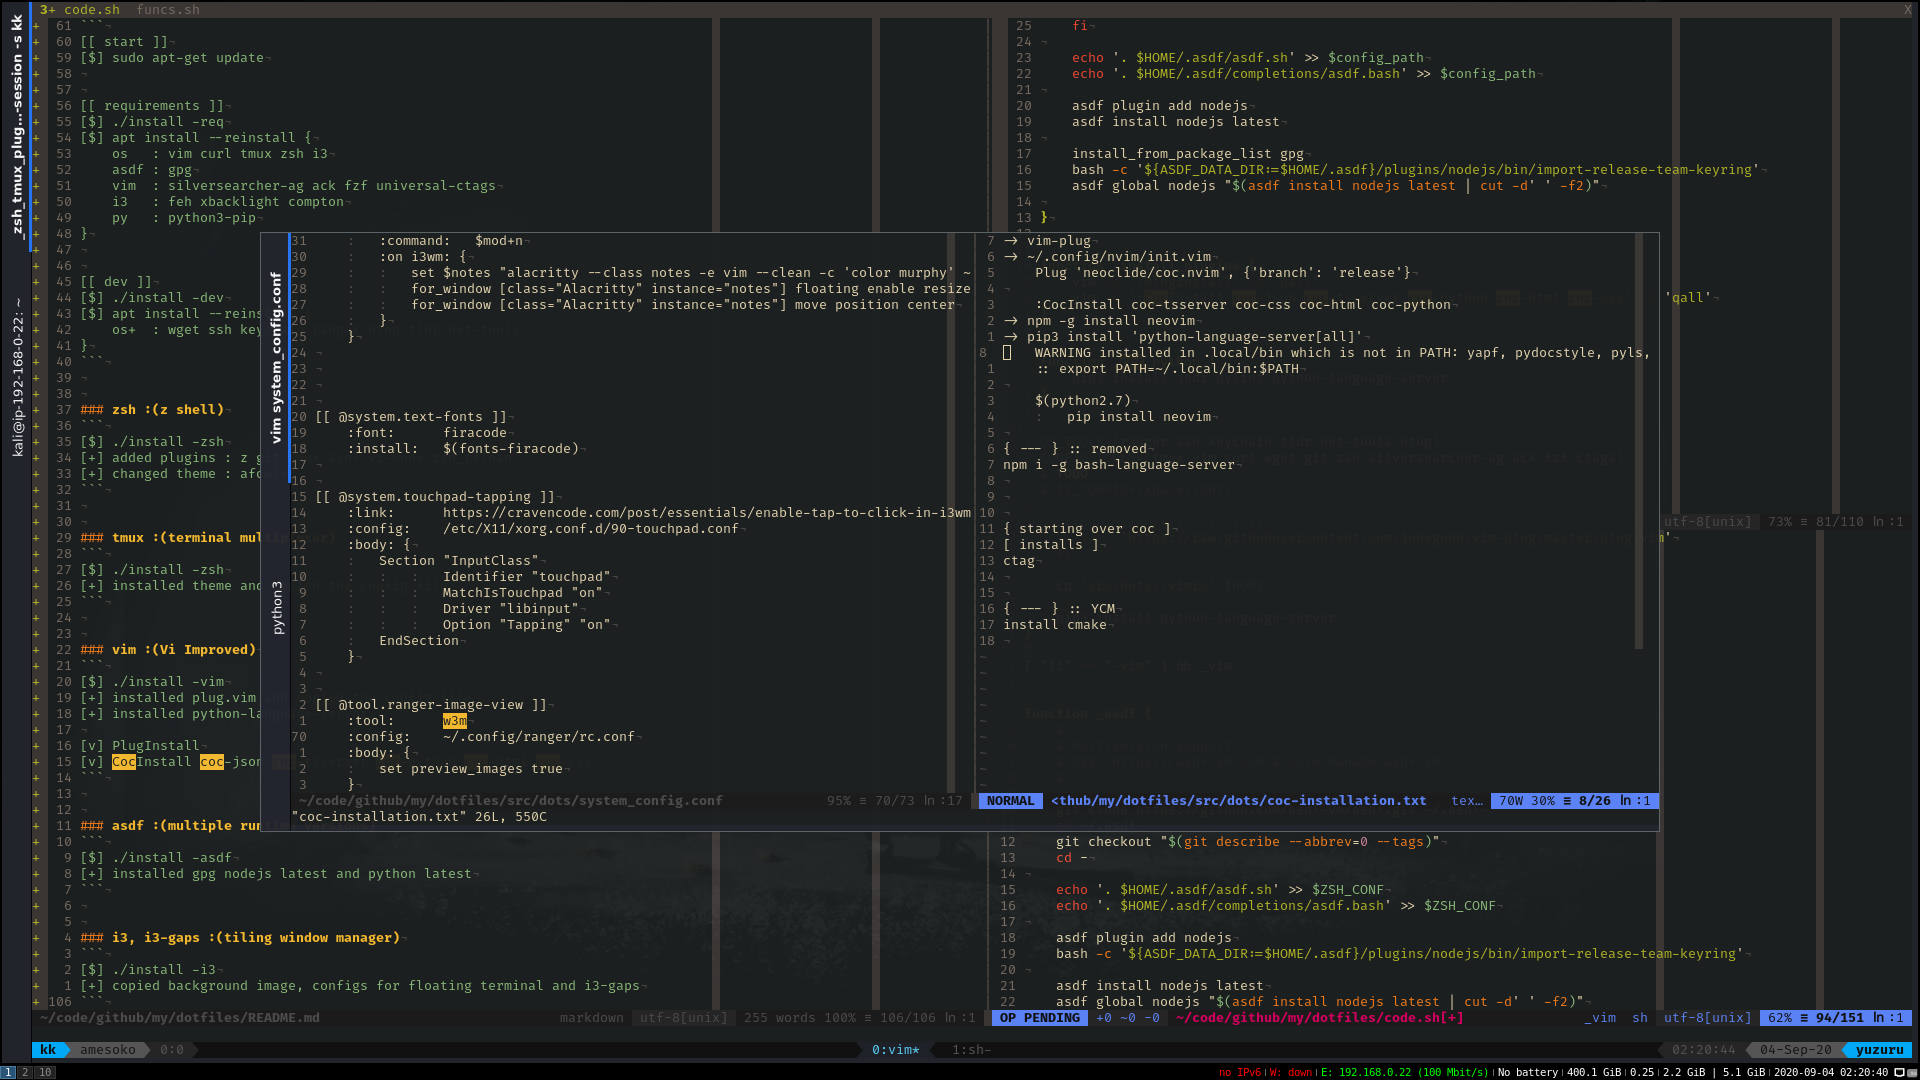 3+ code.sh  funcs.sh  X
_zsh_tmux_plug...-session -s kk
kali@ip-192-168-0-22: ~
61 ```
60 [[ start ]]
59 [$] sudo apt-get update
58
57
56 [[ requirements ]]
55 [$] ./install -req
54 [$] apt install --reinstall {
53     os   : vim curl tmux zsh i3
52     asdf : gpg
51     vim  : silversearcher-ag ack fzf universal-ctags
50     i3   : feh xbacklight compton
49     py   : python3-pip
48 }
47
46
45 [[ dev ]]
44 [$] ./install -dev
43 [$] apt install --reins
42     os+  : wget ssh key
41 }
40 ```
39
38
37 ### zsh :(z shell)
36 ```
35 [$] ./install -zsh
34 [+] added plugins : z g
33 [+] changed theme : afo
32 ```
31
30
29 ### tmux :(terminal mul
28 ```
27 [$] ./install -zsh
26 [+] installed theme and
25 ```
24
23
22 ### vim :(Vi Improved)
21 ```
20 [$] ./install -vim
19 [+] installed plug.vim
18 [+] installed python-la
17
16 [v] PlugInstall
15 [v] CocInstall coc-json
14 ```
13
12
11 ### asdf :(multiple run
10 ```
9 [$] ./install -asdf
8 [+] installed gpg nodejs latest and python latest
7 ```
6
5
4 ### i3, i3-gaps :(tiling window manager)
3 ```
2 [$] ./install -i3
1 [+] copied background image, configs for floating terminal and i3-gaps
106 ```
~/code/github/my/dotfiles/README.md  markdown  utf-8[unix]  255 words 100% ≡ 106/106 ln :1
25     fi
24
23     echo '. $HOME/.asdf/asdf.sh' >> $config_path
22     echo '. $HOME/.asdf/completions/asdf.bash' >> $config_path
21
20     asdf plugin add nodejs
19     asdf install nodejs latest
18
17     install_from_package_list gpg
16     bash -c '${ASDF_DATA_DIR:=$HOME/.asdf}/plugins/nodejs/bin/import-release-team-keyring'
15     asdf global nodejs "$(asdf install nodejs latest | cut -d' ' -f2)"
14
13 }
'qall'
utf-8[unix]  73% ≡ 81/110 ln :1
vim system_config.conf
python3
31         :command:   $mod+n
30         :on i3wm: {
29             set $notes "alacritty --class notes -e vim --clean -c 'color murphy' ~
28             for_window [class="Alacritty" instance="notes"] floating enable resize
27             for_window [class="Alacritty" instance="notes"] move position center
26         }
25     }
24
23
22
21
20 [[ @system.text-fonts ]]
19     :font:      firacode
18     :install:   $(fonts-firacode)
17
16
15 [[ @system.touchpad-tapping ]]
14     :link:      https://cravencode.com/post/essentials/enable-tap-to-click-in-i3wm
13     :config:    /etc/X11/xorg.conf.d/90-touchpad.conf
12     :body: {
11         Section "InputClass"
10                 Identifier "touchpad"
9                 MatchIsTouchpad "on"
8                 Driver "libinput"
7                 Option "Tapping" "on"
6         EndSection
5     }
4
3
2 [[ @tool.ranger-image-view ]]
1     :tool:      w3m
70     :config:    ~/.config/ranger/rc.conf
1     :body: {
2         set preview_images true
3     }
~/code/github/my/dotfiles/src/dots/system_config.conf  95% ≡ 70/73 ln :17
"coc-installation.txt" 26L, 550C
7 -> vim-plug
6 -> ~/.config/nvim/init.vim
5     Plug 'neoclide/coc.nvim', {'branch': 'release'}
4
3     :CocInstall coc-tsserver coc-css coc-html coc-python
2 -> npm -g install neovim
1 -> pip3 install 'python-language-server[all]'
8     WARNING installed in .local/bin which is not in PATH: yapf, pydocstyle, pyls,
1     :: export PATH=~/.local/bin:$PATH
2
3     $(python2.7)
4         pip install neovim
5
6 { --- } :: removed
7 npm i -g bash-language-server
8
9
10
11 { starting over coc ]
12 [ installs ]
13 ctag
14
15
16 { --- } :: YCM
17 install cmake
18
NORMAL  <thub/my/dotfiles/src/dots/coc-installation.txt  tex…  70W 30% ≡ 8/26 ln :1
12     git checkout "$(git describe --abbrev=0 --tags)"
13     cd -
14
15     echo '. $HOME/.asdf/asdf.sh' >> $ZSH_CONF
16     echo '. $HOME/.asdf/completions/asdf.bash' >> $ZSH_CONF
17
18     asdf plugin add nodejs
19     bash -c '${ASDF_DATA_DIR:=$HOME/.asdf}/plugins/nodejs/bin/import-release-team-keyring'
20
21     asdf install nodejs latest
22     asdf global nodejs "$(asdf install nodejs latest | cut -d' ' -f2)"
OP PENDING  +0 ~0 -0  ~/code/github/my/dotfiles/code.sh[+]  _vim  sh  utf-8[unix]  62% ≡ 94/151 ln :1
kk  amesoko  0:0  0:vim*  1:sh-  02:20:44  04-Sep-20  yuzuru
1 2 10  no IPv6 | W: down | E: 192.168.0.22 (100 Mbit/s) | No battery | 400.1 GiB | 0.25 | 2.2 GiB | 5.1 GiB | 2020-09-04 02:20:40